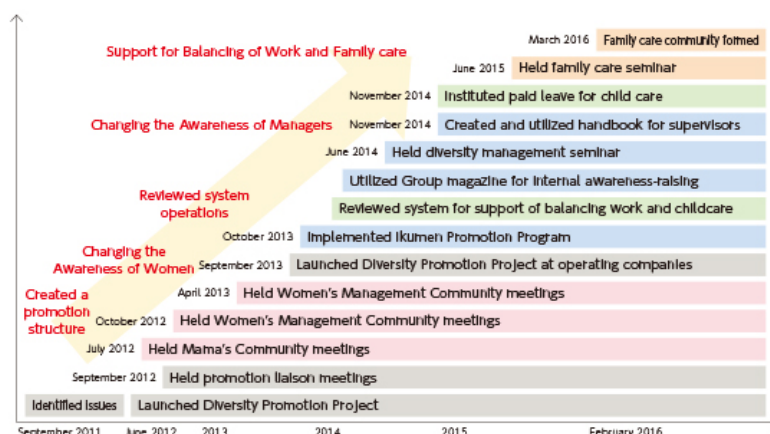 Support for Balancing of Work and Family care
March 2016
Family care community formed
June 2015
Held family care seminar
November 2014
Instituted paid leave for child care
Changing the Awareness of Managers
November 2014
Created and utilized handbook for supervisors
June 2014
Held diversity management seminar
Utilized Group magazine for internal awareness-raising
Reviewed system
operations
Reviewed system for support of balancing work and childcare
October 2013
Implemented Ikumen Promotion Program
Changing the
Awareness of Women
September 2013
Launched Diversity Promotion Project at operating companies
April 2013
Held Women's Management Community meetings
Created a
promotion
structure
October 2012
Held Women's Management Community meetings
July 2012
Held Mama's Community meetings
September 2012
Held promotion liaison meetings
Identified issues
Launched Diversity Promotion Project
September 2011
June 2012
2013
2014
2015
February 2016